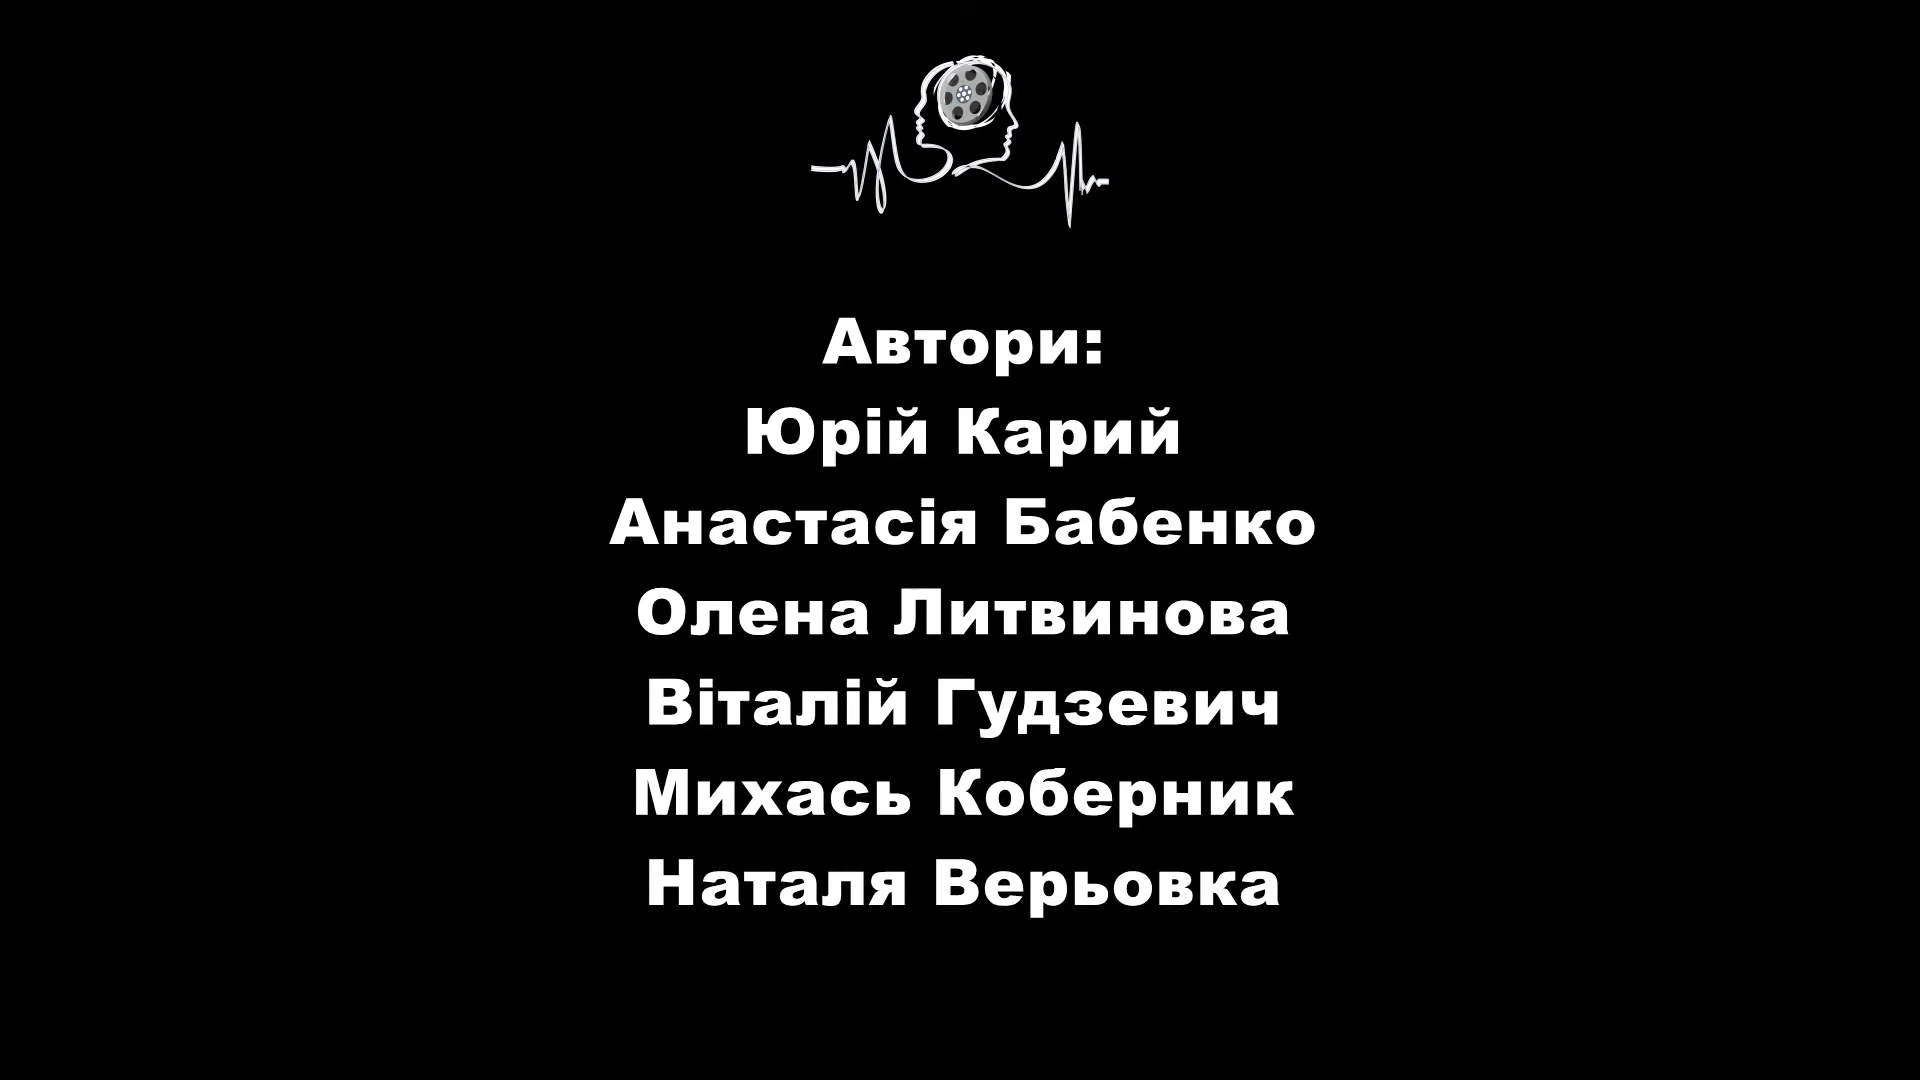 Автори:
Юрій Карий
Анастасія Бабенко
Олена Литвинова
Віталій Гудзевич
Михась Коберник
Наталя Верьовка